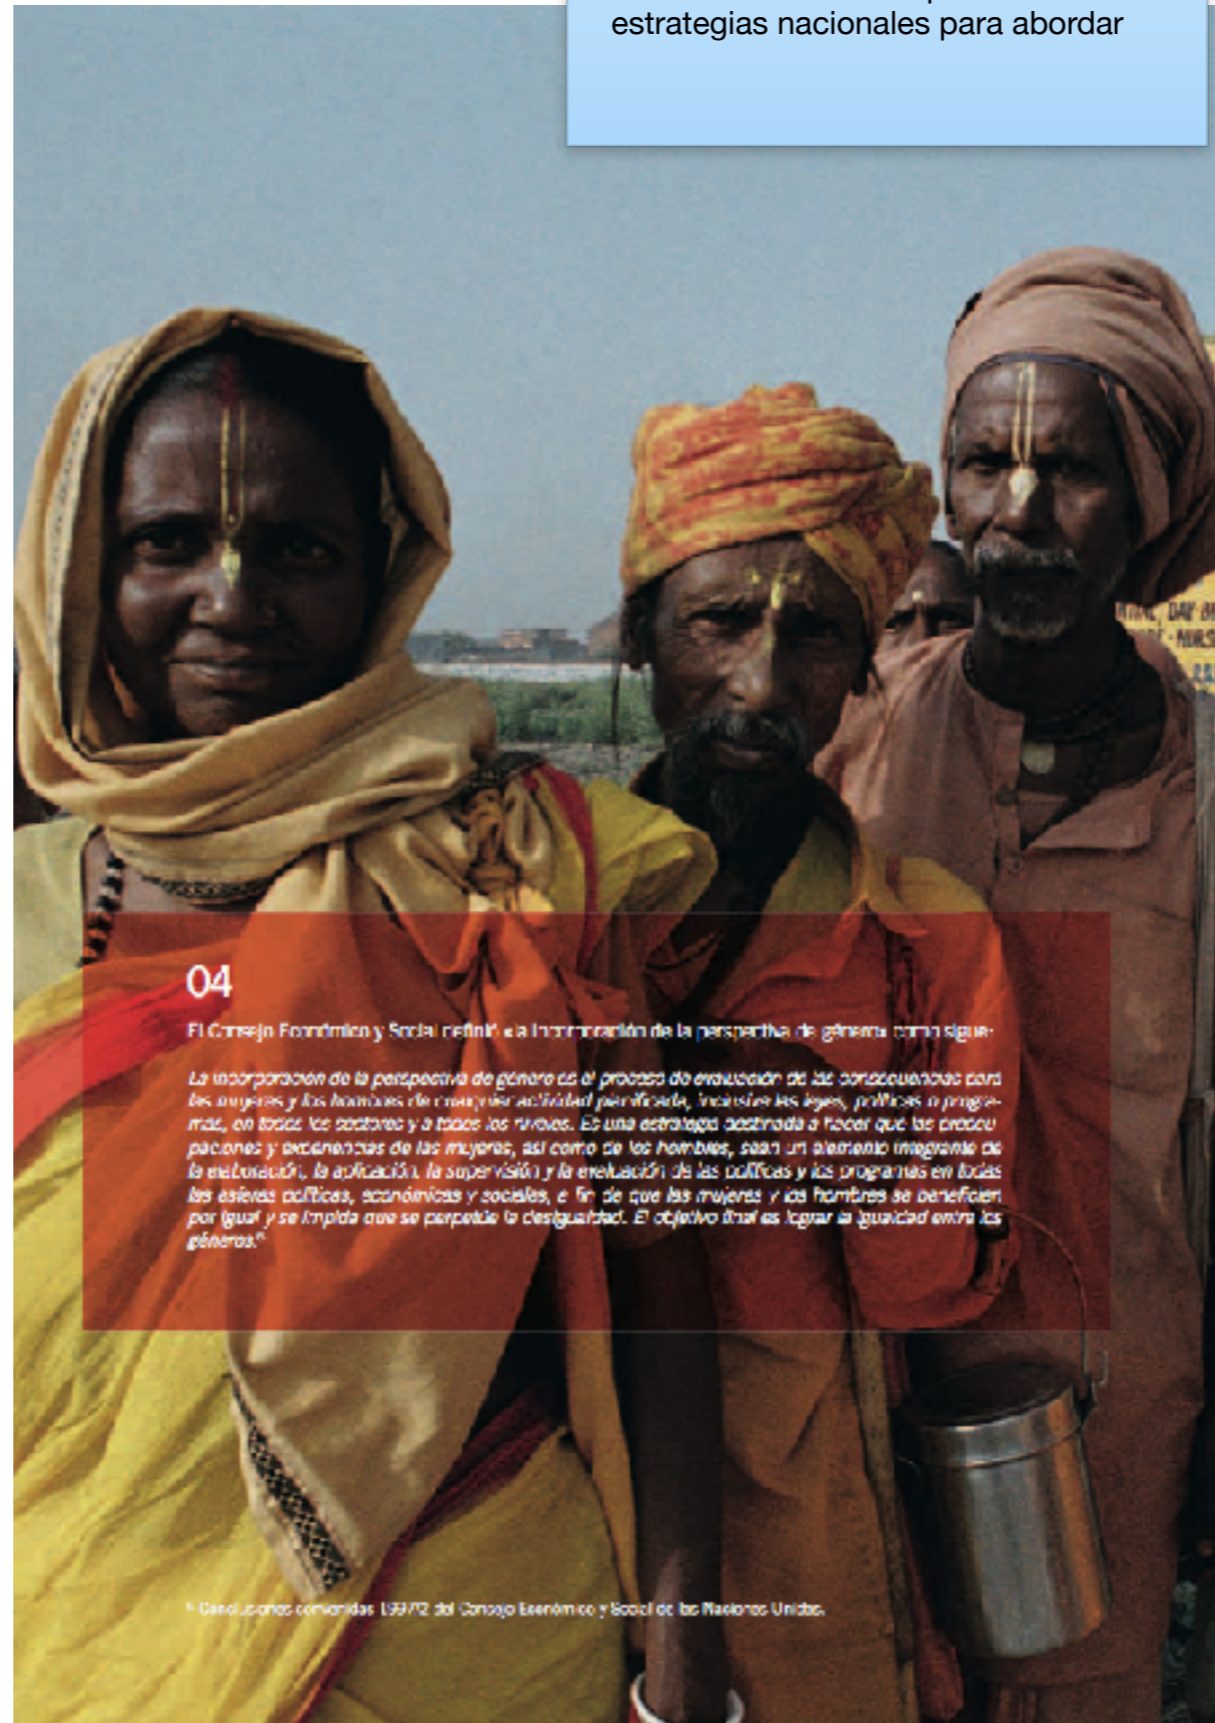 estrategias nacionales para abordar
04
El Consejo Económico y Social definió «la incorporación de la perspectiva de género» como sigue:
La incorporación de la perspectiva de género es el proceso de evaluación de las consecuencias para
las mujeres y los hombres de cualquier actividad planificada, inclusive las leyes, políticas o progra-
mas, en todos los sectores y a todos los niveles. Es una estrategia destinada a hacer que las preocu-
paciones y experiencias de las mujeres, así como de los hombres, sean un elemento integrante de
la elaboración, la aplicación, la supervisión y la evaluación de las políticas y los programas en todas
las esferas políticas, económicas y sociales, a fin de que las mujeres y los hombres se beneficien
por igual y se impida que se perpetúe la desigualdad. El objetivo final es lograr la igualdad entre los
géneros.
DAY
Conclusiones convenidas 1997/2 del Consejo Económico y Social de las Naciones Unidas.